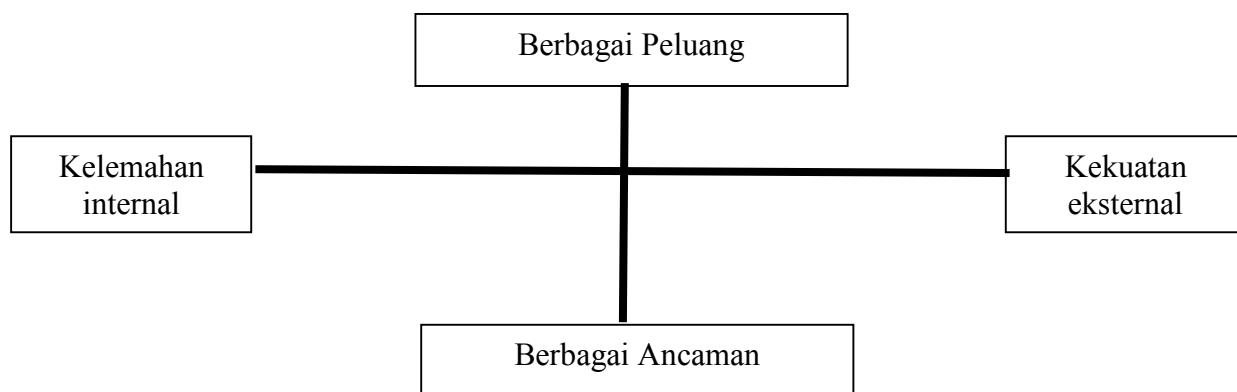 Berbagai Peluang
Kelemahan
internal
Kekuatan
eksternal
Berbagai Ancaman